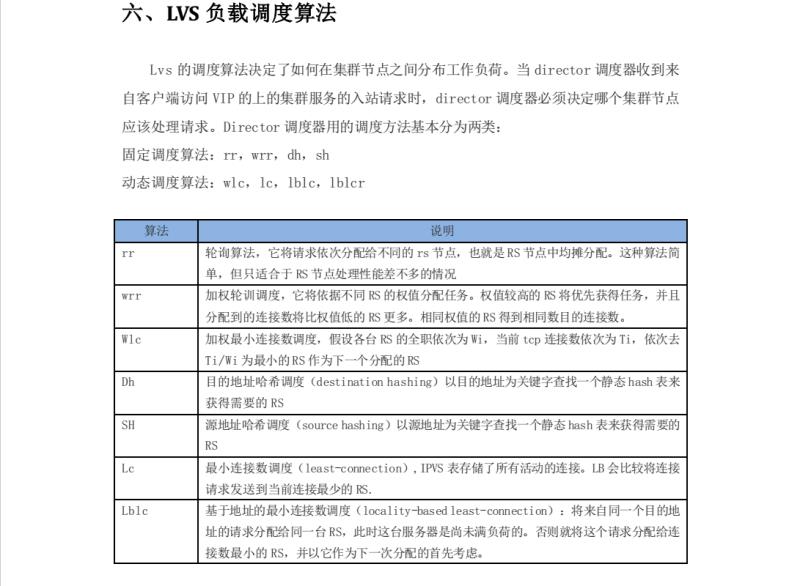 六、LVS 负载调度算法
Lvs 的调度算法决定了如何在集群节点之间分布工作负荷。当 director 调度器收到来
自客户端访问 VIP 的上的集群服务的入站请求时，director 调度器必须决定哪个集群节点
应该处理请求。Director 调度器用的调度方法基本分为两类：
固定调度算法：rr，wrr，dh，sh
动态调度算法：wlc，lc，lblc，lblcr
算法 说明
rr 轮询算法，它将请求依次分配给不同的 rs 节点，也就是 RS 节点中均摊分配。这种算法简
单，但只适合于 RS 节点处理性能差不多的情况
wrr 加权轮训调度，它将依据不同 RS 的权值分配任务。权值较高的 RS 将优先获得任务，并且
分配到的连接数将比权值低的 RS 更多。相同权值的 RS 得到相同数目的连接数。
Wlc 加权最小连接数调度，假设各台 RS 的全职依次为 Wi，当前 tcp 连接数依次为 Ti，依次去
Ti/Wi 为最小的 RS 作为下一个分配的 RS
Dh 目的地址哈希调度（destination hashing）以目的地址为关键字查找一个静态 hash 表来
获得需要的 RS
SH 源地址哈希调度（source hashing）以源地址为关键字查找一个静态 hash 表来获得需要的
RS
Lc 最小连接数调度（least-connection）,IPVS 表存储了所有活动的连接。LB 会比较将连接
请求发送到当前连接最少的 RS.
Lblc 基于地址的最小连接数调度（locality-based least-connection）：将来自同一个目的地
址的请求分配给同一台 RS，此时这台服务器是尚未满负荷的。否则就将这个请求分配给连
接数最小的 RS，并以它作为下一次分配的首先考虑。